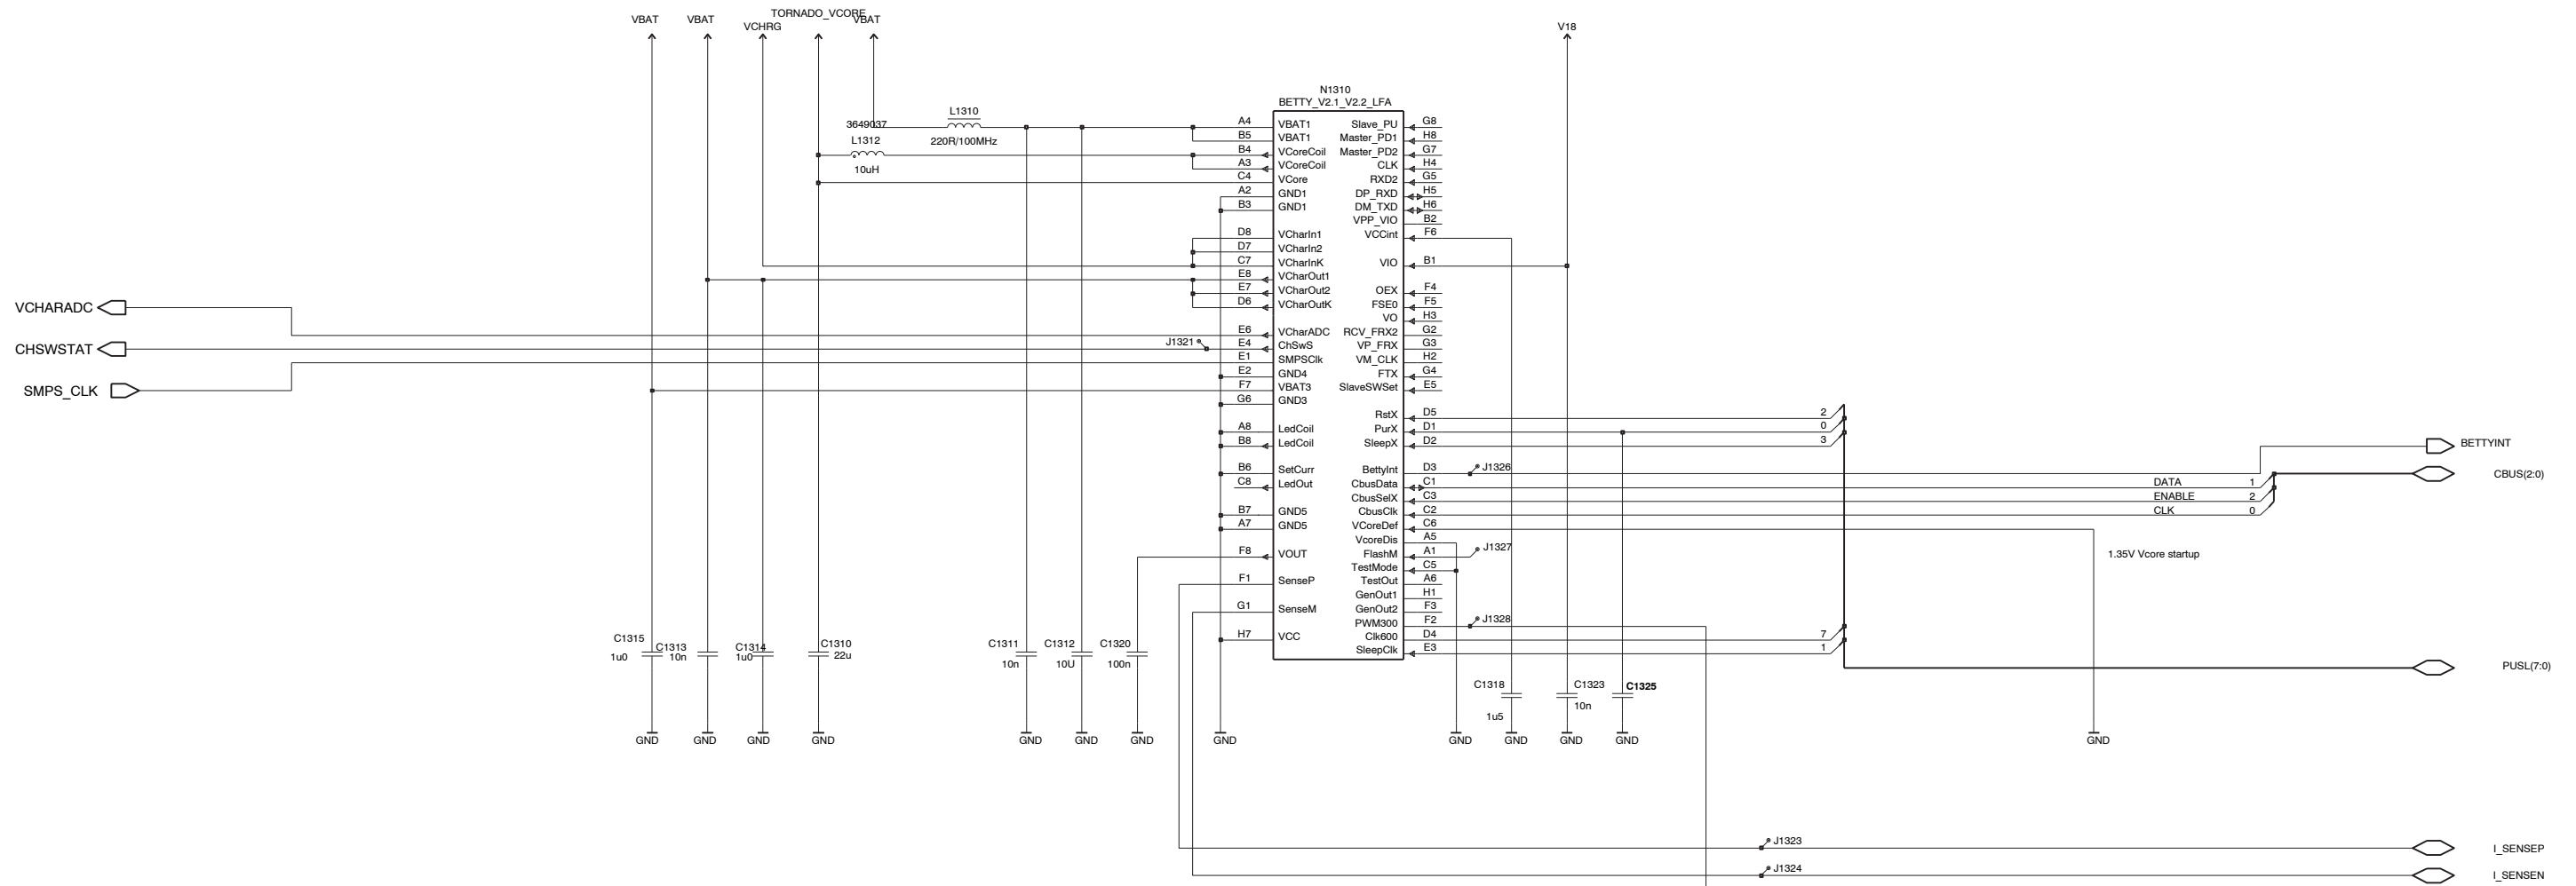 TORNADO_VCORE
VBAT
VBAT
VCHRG
VBAT
V18
N1310
BETTY_V2.1_V2.2_LFA
3649037
L1310
220R/100MHz
L1312
10uH
A4 VBAT1 Slave_PU G8
B5 VBAT1 Master_PD1 H8
B4 VCoreCoil Master_PD2 G7
A3 VCoreCoil CLK H4
C4 VCore RXD2 G5
A2 GND1 DP_RXD H5
B3 GND1 DM_TXD H6
VPP_VIO B2
D8 VCharIn1 VCCint F6
D7 VCharIn2
C7 VCharInK VIO B1
E8 VCharOut1
E7 VCharOut2 OEX F4
D6 VCharOutK FSE0 F5
VO H3
E6 VCharADC RCV_FRX2 G2
J1321 E4 ChSwS VP_FRX G3
E1 SMPSClk VM_CLK H2
E2 GND4 FTX G4
F7 VBAT3 SlaveSWSet E5
G6 GND3
VCHARADC
CHSWSTAT
SMPS_CLK
RstX D5 2
A8 LedCoil PurX D1 0
B8 LedCoil SleepX D2 3
BETTYINT
B6 SetCurr BettyInt D3 J1326
CBUS(2:0)
C8 LedOut CbusData C1 DATA 1
CbusSelX C3 ENABLE 2
B7 GND5 CbusClk C2 CLK 0
A7 GND5 VCoreDef C6
VcoreDis A5
F8 VOUT FlashM A1 J1327
1.35V Vcore startup
TestMode C5
F1 SenseP TestOut A6
GenOut1 H1
G1 SenseM GenOut2 F3
PWM300 F2 J1328
H7 VCC Clk600 D4 7
SleepClk E3 1
PUSL(7:0)
C1315
1u0
C1313
10n
C1314
1u0
C1310
22u
C1311
10n
C1312
10U
C1320
100n
C1318
1u5
C1323
10n
C1325
GND GND GND GND GND GND GND GND GND GND GND GND GND
J1323 I_SENSEP
J1324 I_SENSEN